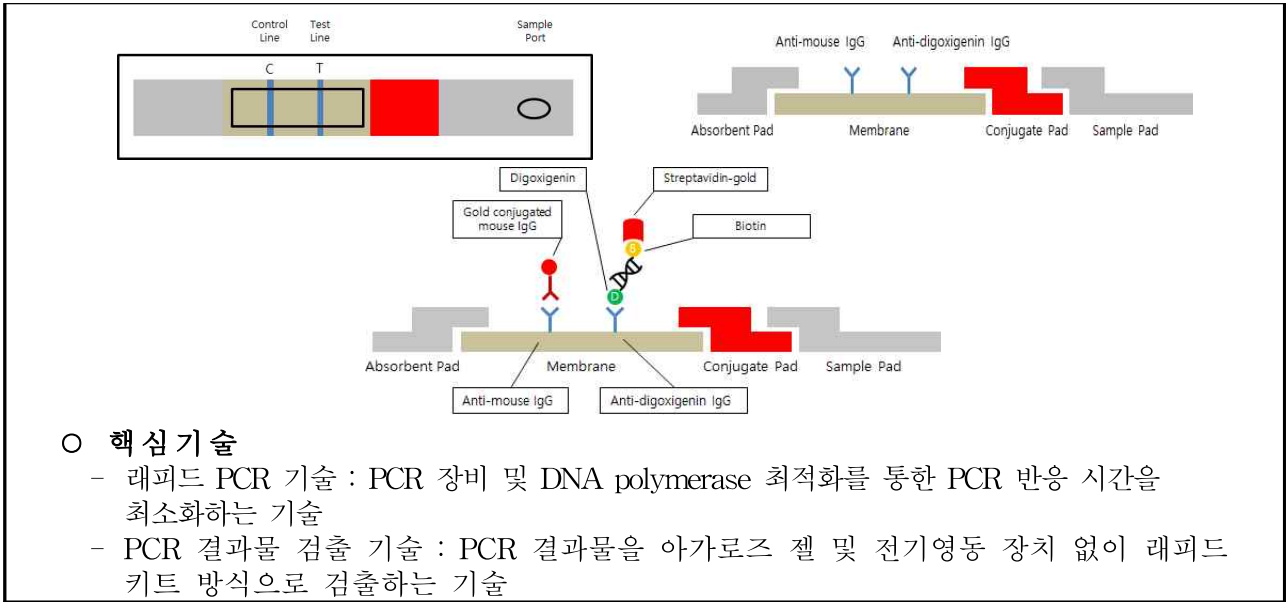 Control
Line
Test
Line
Sample
Port
C
T
Anti-mouse IgG
Anti-digoxigenin IgG
Absorbent Pad
Membrane
Conjugate Pad
Sample Pad
Digoxigenin
Streptavidin-gold
Gold conjugated
mouse IgG
Biotin
B
D
Absorbent Pad
Membrane
Conjugate Pad
Sample Pad
Anti-mouse IgG
Anti-digoxigenin IgG
○ 핵심기술
- 래피드 PCR 기술 : PCR 장비 및 DNA polymerase 최적화를 통한 PCR 반응 시간을
최소화하는 기술
- PCR 결과물 검출 기술 : PCR 결과물을 아가로즈 젤 및 전기영동 장치 없이 래피드
키트 방식으로 검출하는 기술